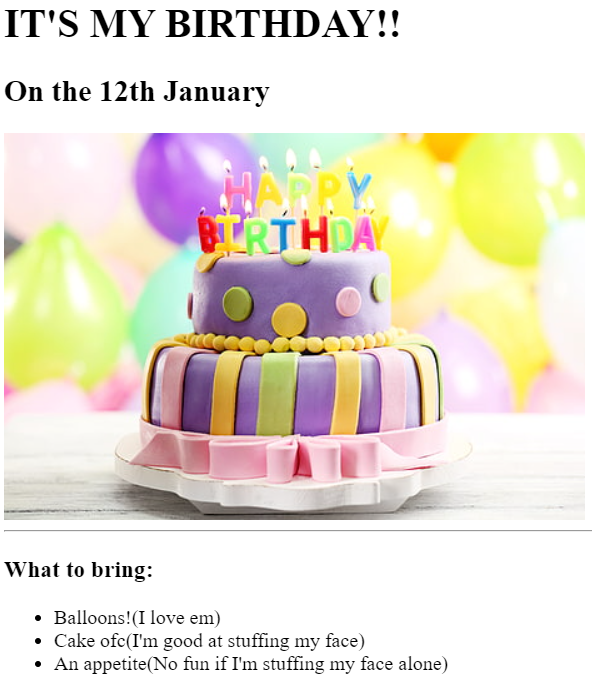 IT'S MY BIRTHDAY!!
On the 12th January
HAPPY
BIRTHDAY
What to bring:
Balloons!(I love em)
Cake ofc(I'm good at stuffing my face)
An appetite(No fun if I'm stuffing my face alone)